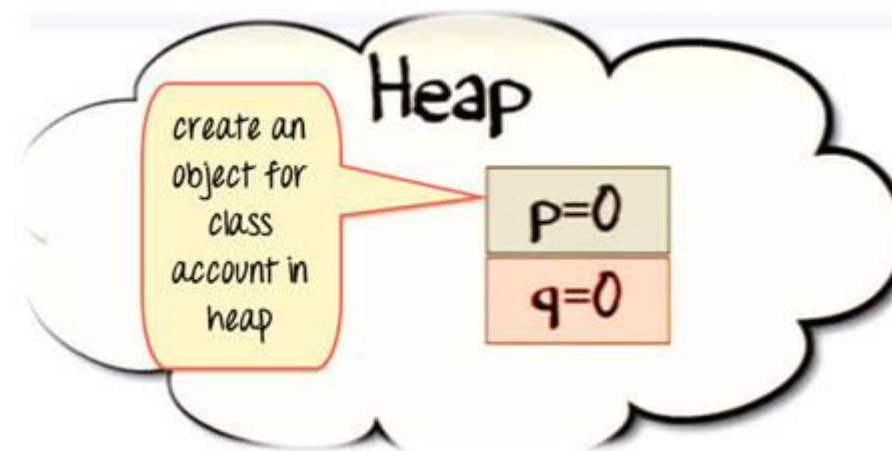 Heap
create an
object for
class
account in
heap
p=0
q=0